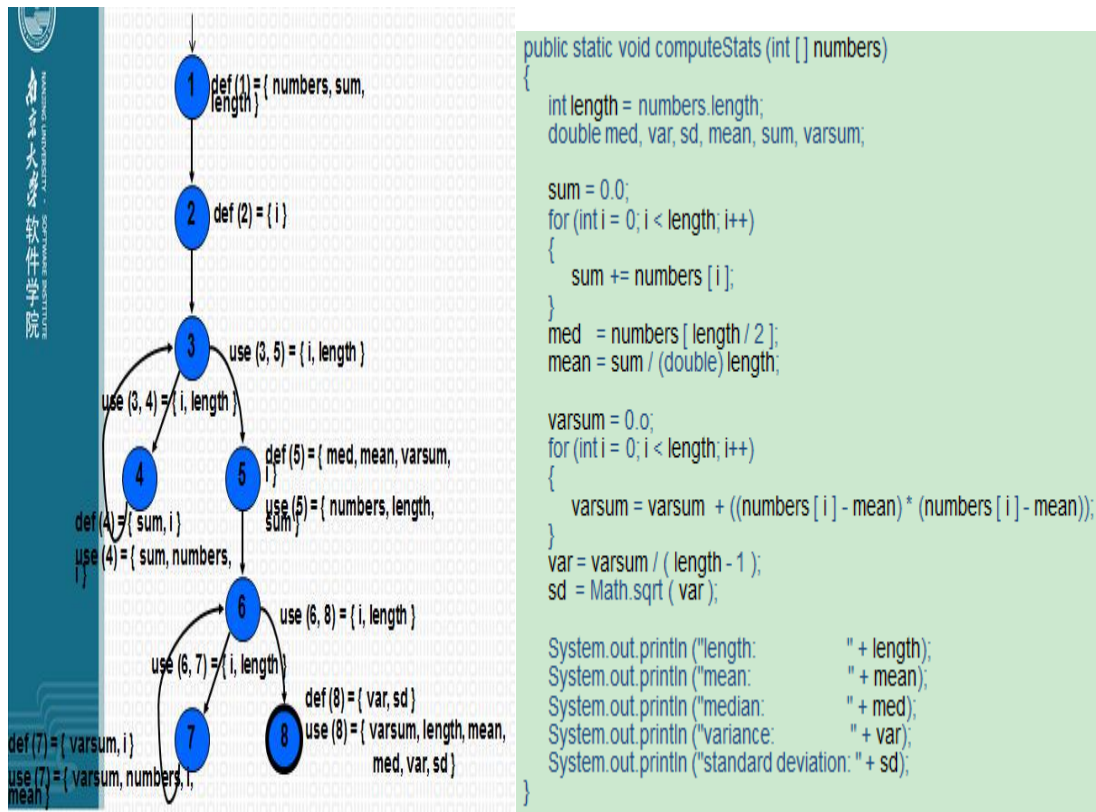 南京大学 软件学院
NANJING UNIVERSITY - SOFTWARE INSTITUTE
1
def (1) = { numbers, sum,
length }
2
def (2) = { i }
3
use (3, 5) = { i, length }
use (3, 4) = { i, length }
4
def (4) = { sum, i }
use (4) = { sum, numbers,
i }
5
def (5) = { med, mean, varsum,
i }
use (5) = { numbers, length,
sum }
6
use (6, 8) = { i, length }
use (6, 7) = { i, length }
7
def (7) = { varsum, i }
use (7) = { varsum, numbers, i,
mean }
8
def (8) = { var, sd }
use (8) = { varsum, length, mean,
med, var, sd }
public static void computeStats (int [ ] numbers)
{
int length = numbers.length;
double med, var, sd, mean, sum, varsum;
sum = 0.0;
for (int i = 0; i < length; i++)
{
sum += numbers [ i ];
}
med = numbers [ length / 2 ];
mean = sum / (double) length;
varsum = 0.o;
for (int i = 0; i < length; i++)
{
varsum = varsum + ((numbers [ i ] - mean) * (numbers [ i ] - mean));
}
var = varsum / ( length - 1 );
sd = Math.sqrt ( var );
System.out.println ("length: " + length);
System.out.println ("mean: " + mean);
System.out.println ("median: " + med);
System.out.println ("variance: " + var);
System.out.println ("standard deviation: " + sd);
}